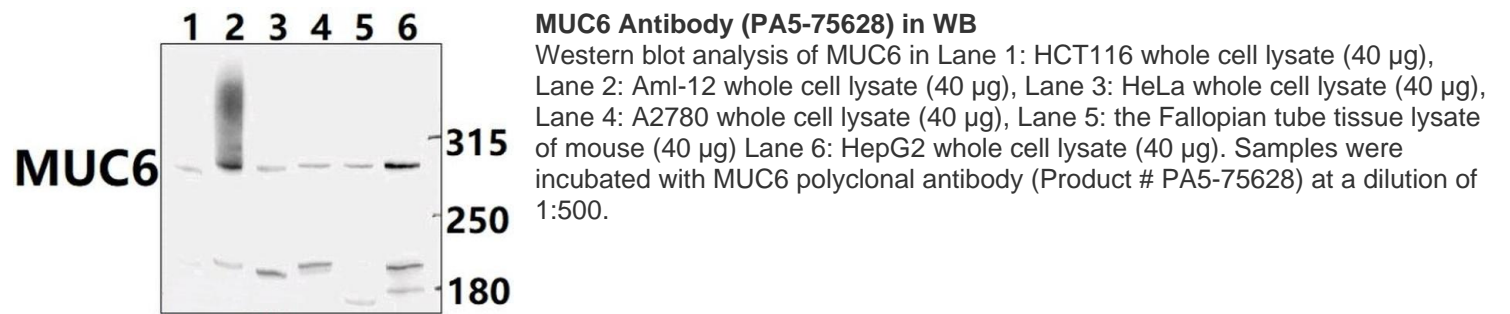 1 2 3 4 5 6
MUC6
315
250
180
MUC6 Antibody (PA5-75628) in WB
Western blot analysis of MUC6 in Lane 1: HCT116 whole cell lysate (40 µg),
Lane 2: Aml-12 whole cell lysate (40 µg), Lane 3: HeLa whole cell lysate (40 µg),
Lane 4: A2780 whole cell lysate (40 µg), Lane 5: the Fallopian tube tissue lysate
of mouse (40 µg) Lane 6: HepG2 whole cell lysate (40 µg). Samples were
incubated with MUC6 polyclonal antibody (Product # PA5-75628) at a dilution of
1:500.